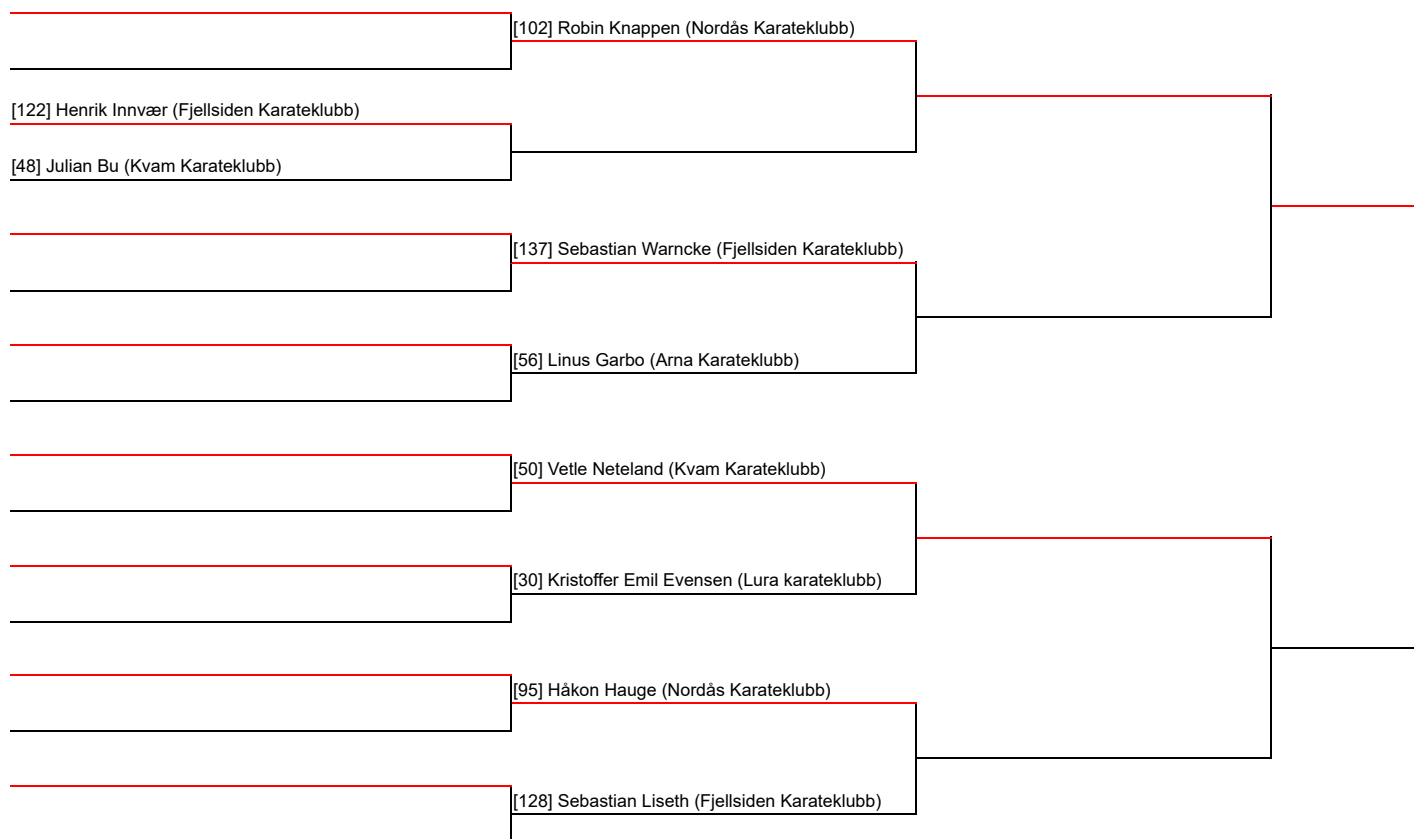 [102] Robin Knappen (Nordås Karateklubb)
[122] Henrik Innvær (Fjellsiden Karateklubb)
[48] Julian Bu (Kvam Karateklubb)
[137] Sebastian Warncke (Fjellsiden Karateklubb)
[56] Linus Garbo (Arna Karateklubb)
[50] Vetle Neteland (Kvam Karateklubb)
[30] Kristoffer Emil Evensen (Lura karateklubb)
[95] Håkon Hauge (Nordås Karateklubb)
[128] Sebastian Liseth (Fjellsiden Karateklubb)